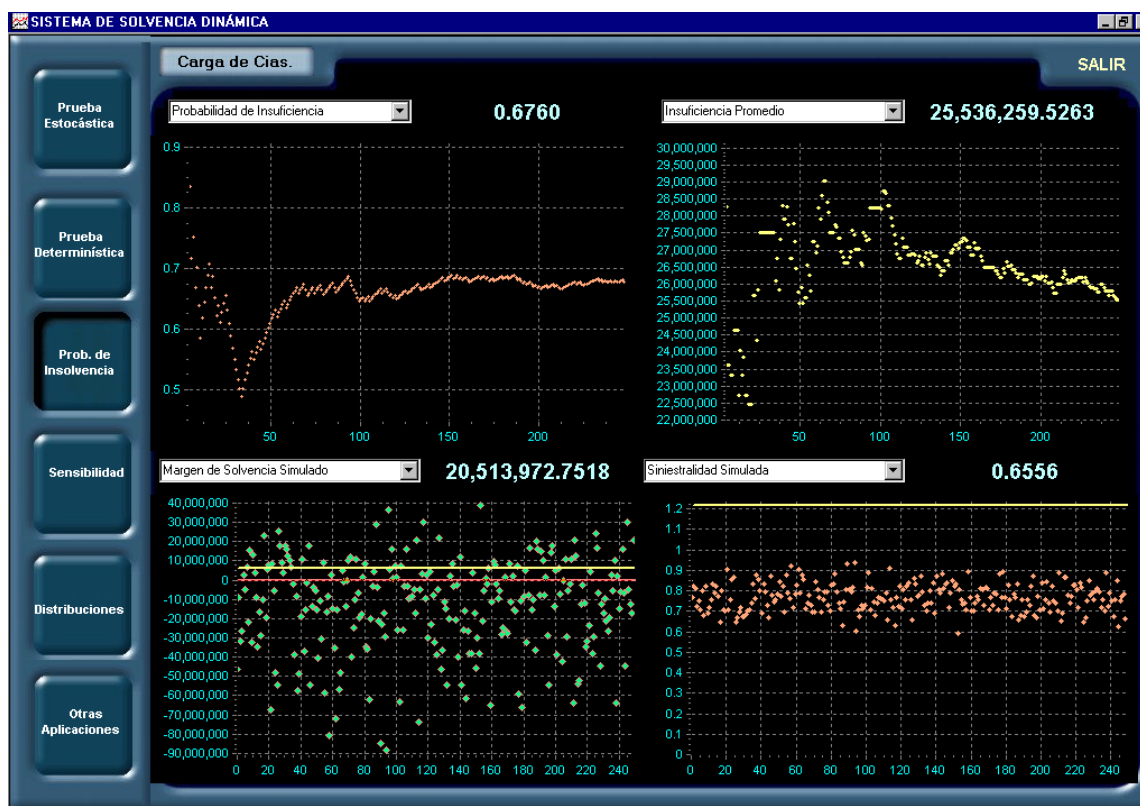 SISTEMA DE SOLVENCIA DINÁMICA
Carga de Cias.
SALIR
Prueba
Estocástica
Prueba
Determinística
Prob. de
Insolvencia
Sensibilidad
Distribuciones
Otras
Aplicaciones
Probabilidad de Insuficiencia
0.6760
0.9
0.8
0.7
0.6
0.5
50 100 150 200
Insuficiencia Promedio
25,536,259.5263
30,000,000
29,500,000
29,000,000
28,500,000
28,000,000
27,500,000
27,000,000
26,500,000
26,000,000
25,500,000
25,000,000
24,500,000
24,000,000
23,500,000
23,000,000
22,500,000
22,000,000
50 100 150 200
Margen de Solvencia Simulado
20,513,972.7518
40,000,000
30,000,000
20,000,000
10,000,000
0
-10,000,000
-20,000,000
-30,000,000
-40,000,000
-50,000,000
-60,000,000
-70,000,000
-80,000,000
-90,000,000
0 20 40 60 80 100 120 140 160 180 200 220 240
Siniestralidad Simulada
0.6556
1.2
1.1
1
0.9
0.8
0.7
0.6
0.5
0.4
0.3
0.2
0.1
0
0 20 40 60 80 100 120 140 160 180 200 220 240